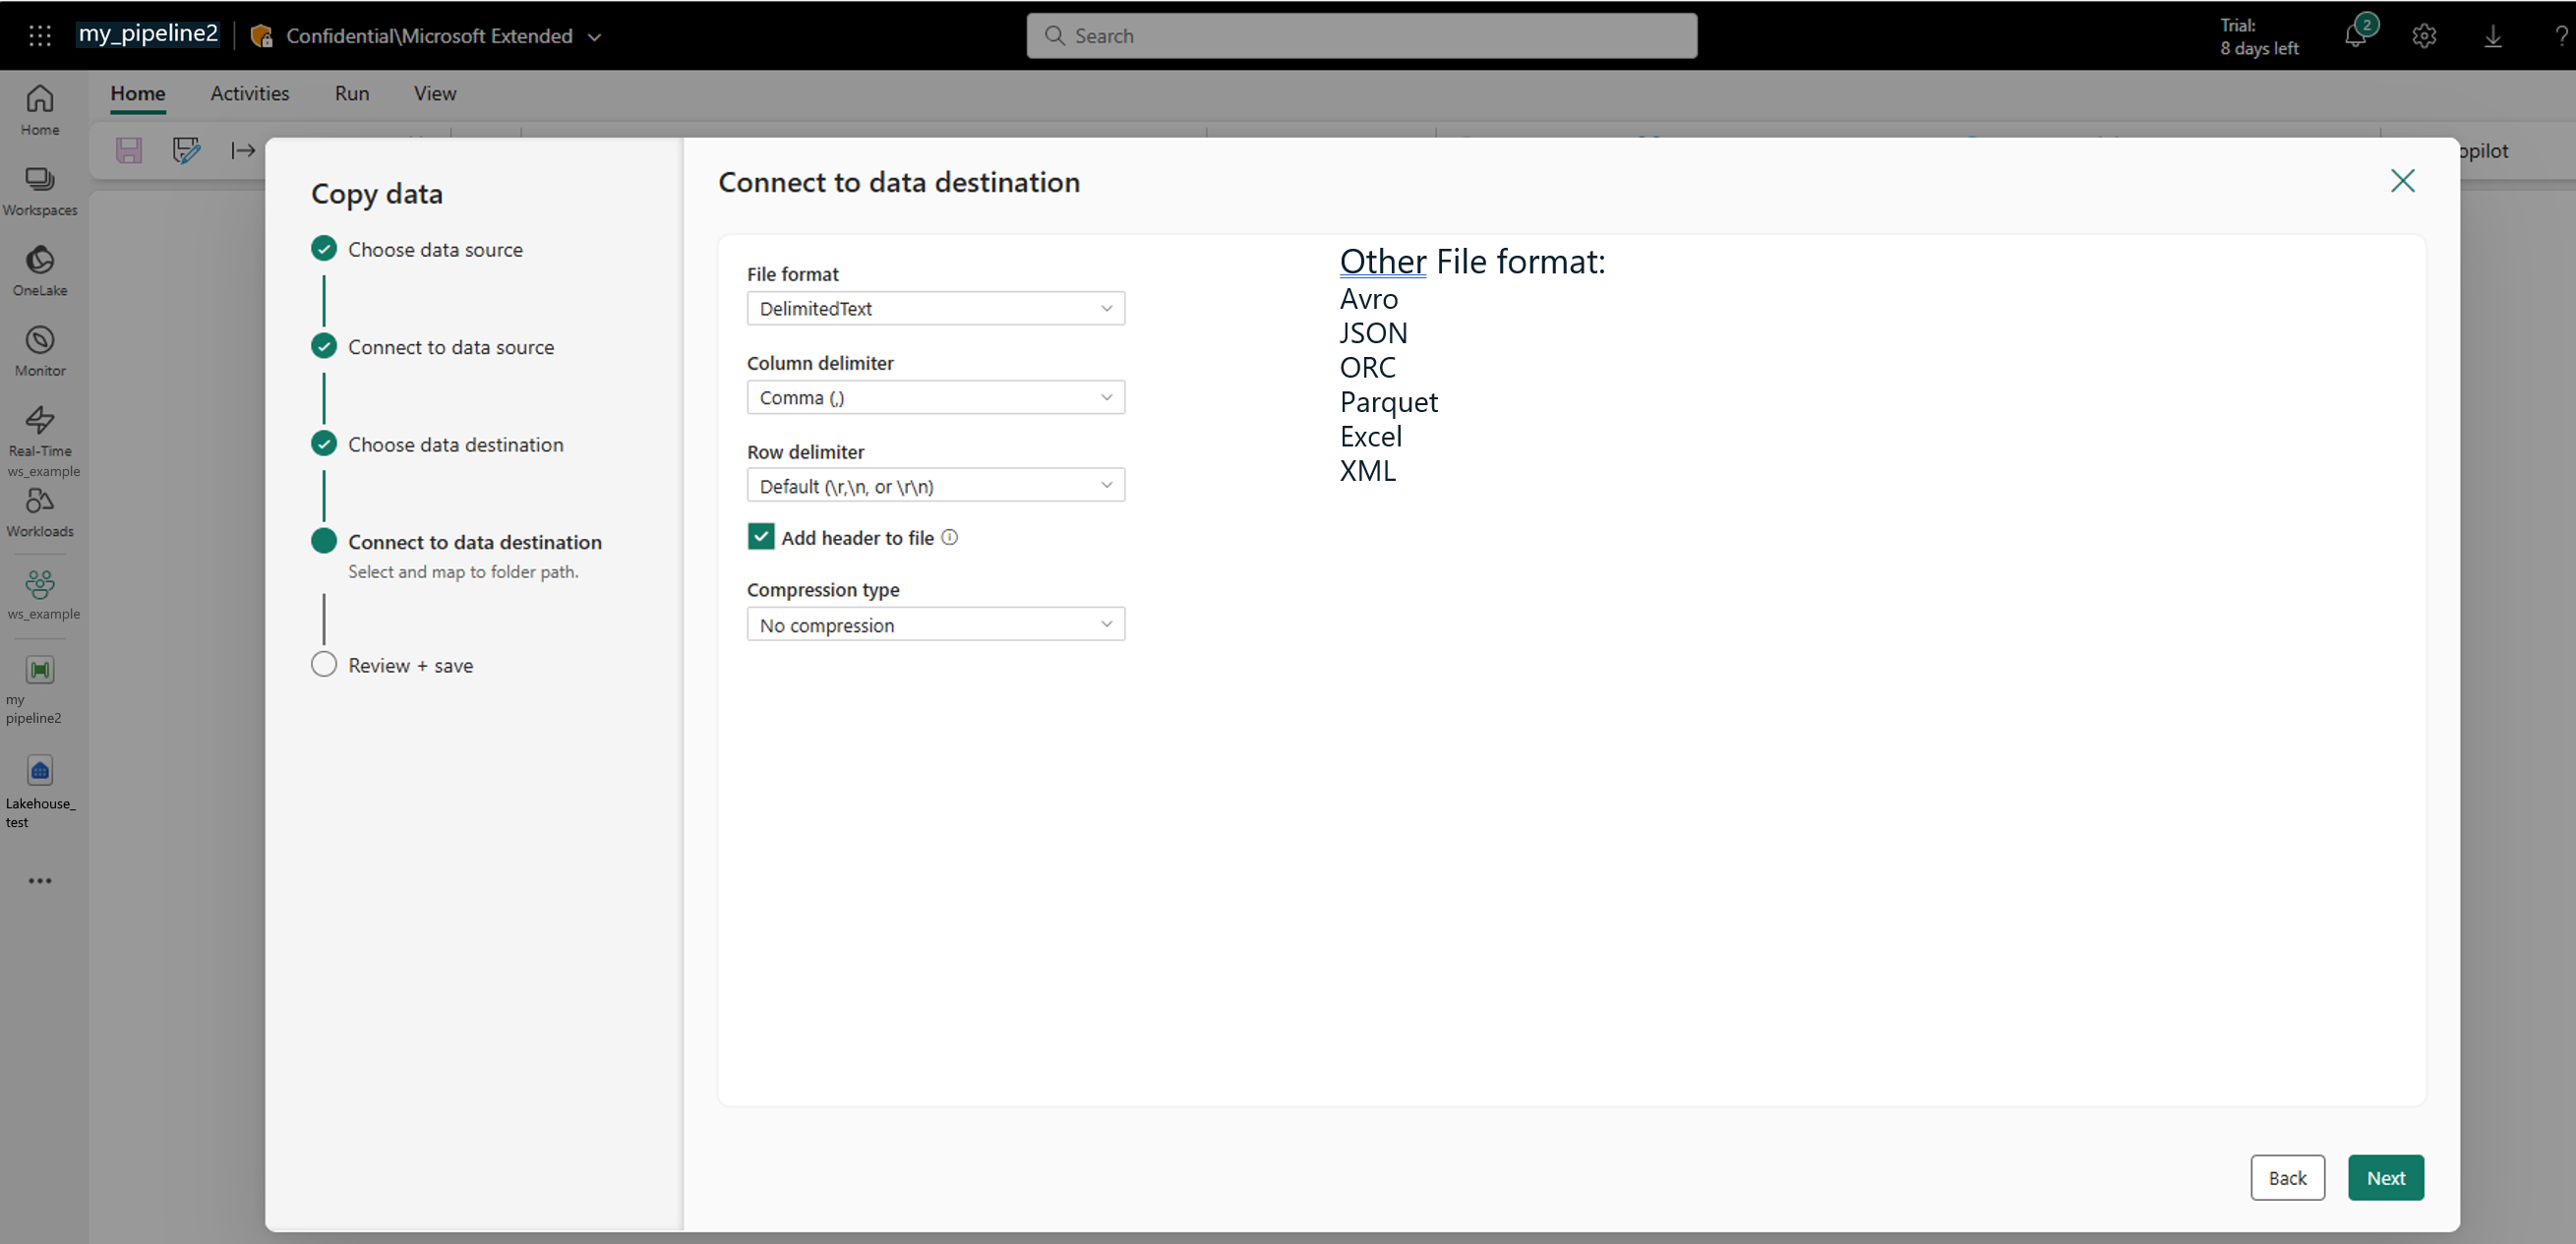 my_pipeline2
Confidential\Microsoft Extended
Search
Trial:
8 days left
2
?
Home
Activities
Run
View
opilot
Home
Workspaces
OneLake
Monitor
Real-Time
ws_example
Workloads
ws_example
my
pipeline2
Lakehouse_
test
Copy data
Choose data source
Connect to data source
Choose data destination
Connect to data destination
Select and map to folder path.
Review + save
Connect to data destination
File format
DelimitedText
Column delimiter
Comma (,)
Row delimiter
Default (\r,\n, or \r\n)
Add header to file
Compression type
No compression
Other File format:
Avro
JSON
ORC
Parquet
Excel
XML
Back
Next